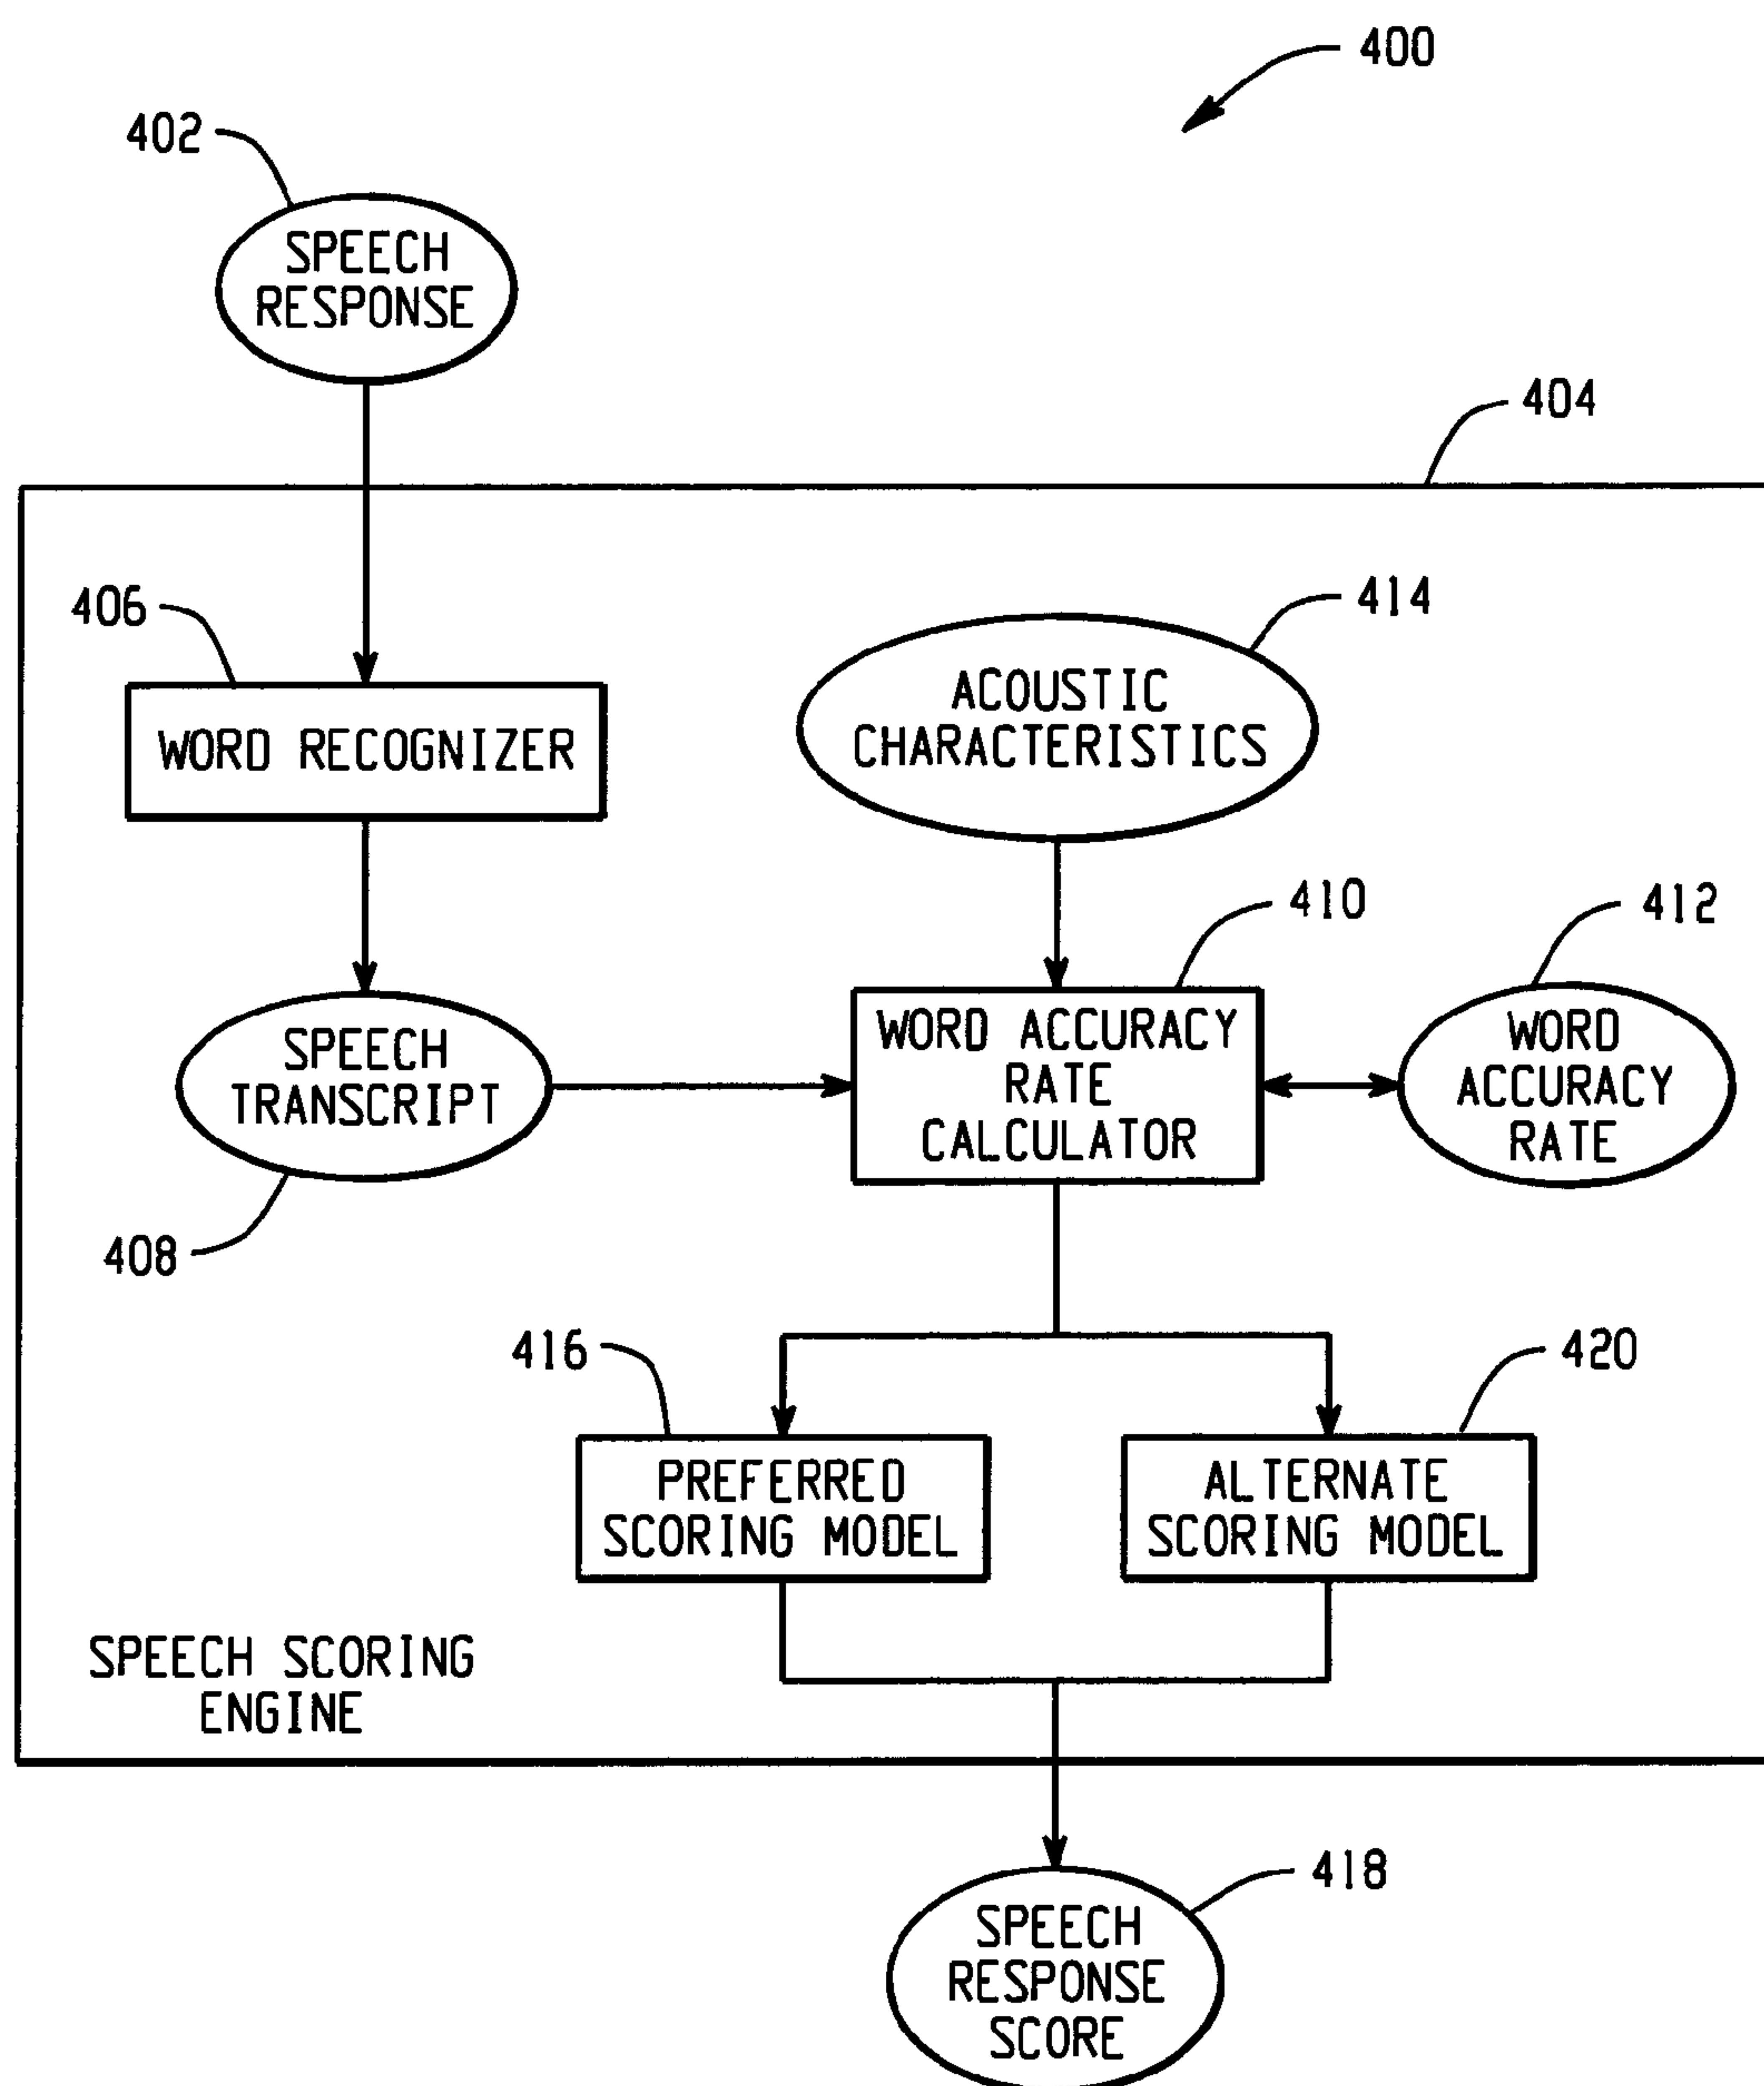 400
402
SPEECH
RESPONSE
404
406
414
WORD RECOGNIZER
ACOUSTIC
CHARACTERISTICS
410
412
SPEECH
TRANSCRIPT
WORD ACCURACY
RATE
CALCULATOR
WORD
ACCURACY
RATE
408
416
420
PREFERRED
SCORING MODEL
ALTERNATE
SCORING MODEL
SPEECH SCORING
ENGINE
418
SPEECH
RESPONSE
SCORE